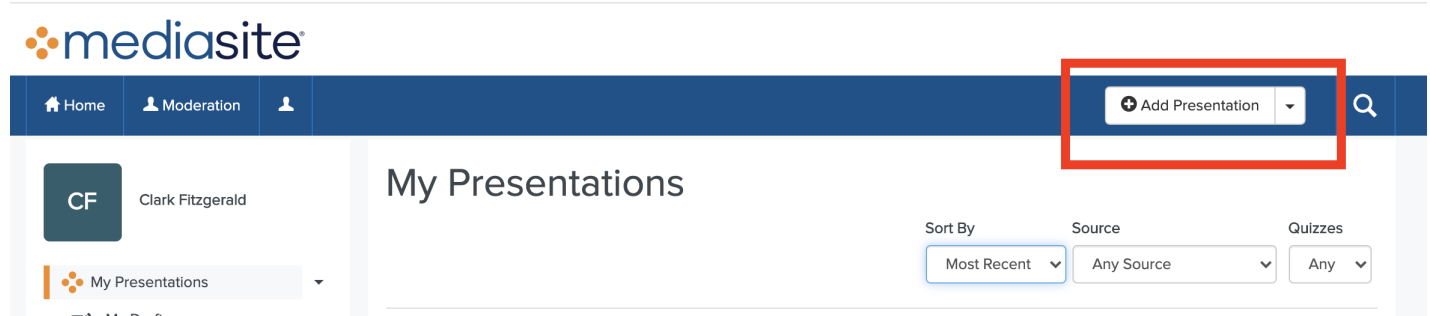 mediasite
Home
Moderation
Add Presentation
CF
Clark Fitzgerald
My Presentations
Sort By
Source
Quizzes
Most Recent
Any Source
Any
My Presentations